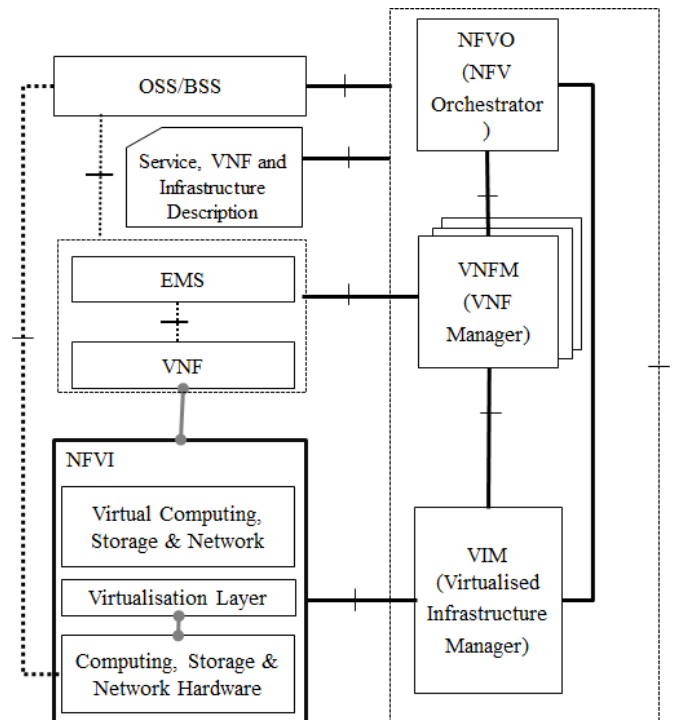 OSS/BSS
NFVO
(NFV
Orchestrator
)
Service, VNF and
Infrastructure
Description
EMS
VNF
VNFM
(VNF
Manager)
NFVI
Virtual Computing,
Storage & Network
Virtualisation Layer
Computing, Storage &
Network Hardware
VIM
(Virtualised
Infrastructure
Manager)